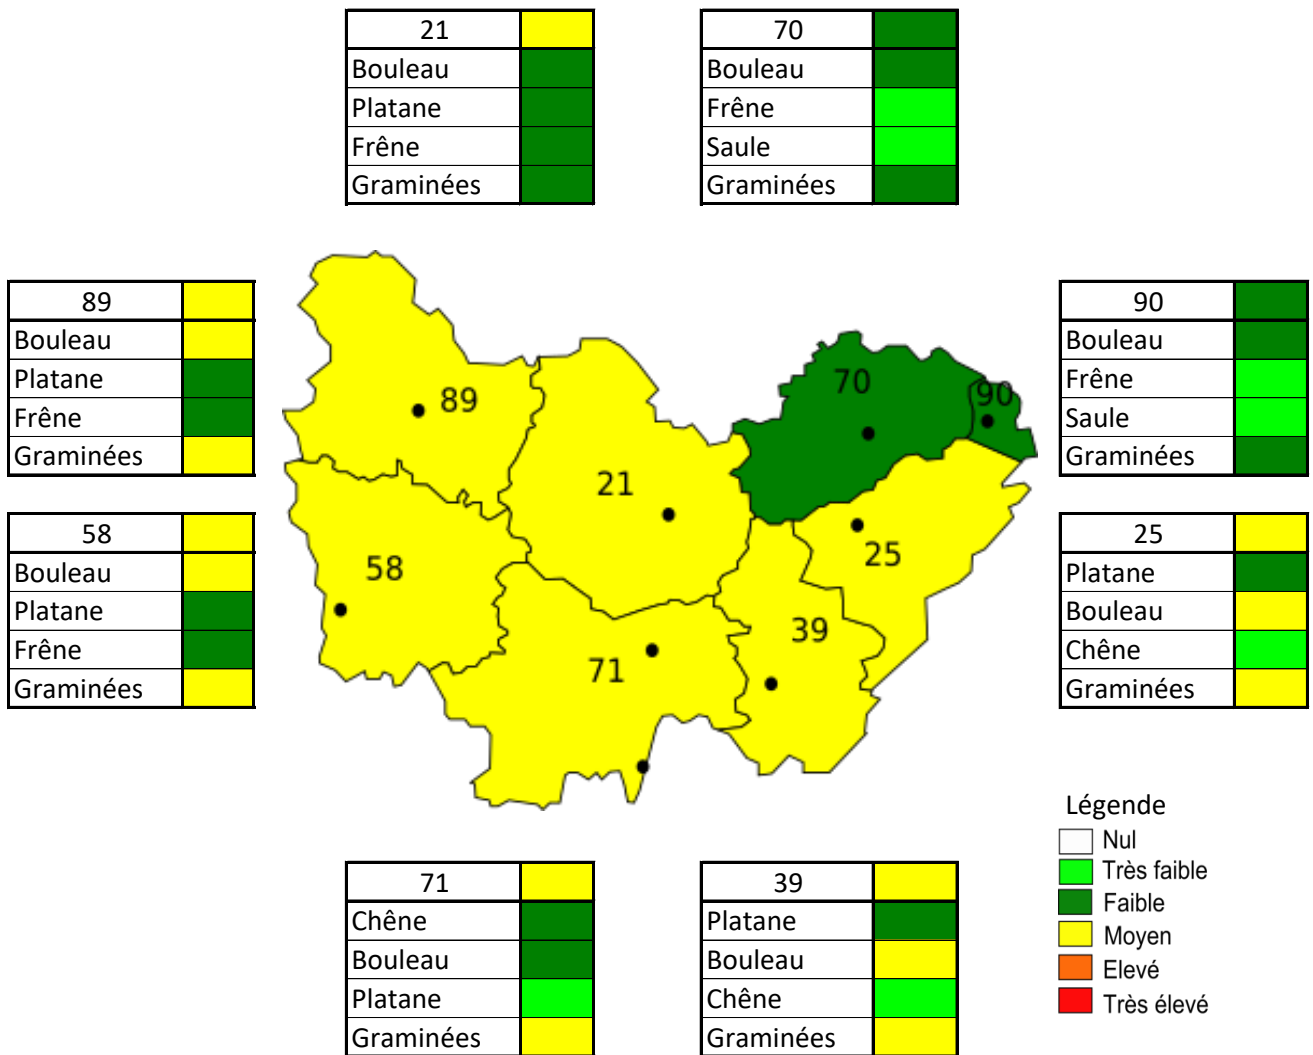 21
Bouleau
Platane
Frêne
Graminées
70
Bouleau
Frêne
Saule
Graminées
89
Bouleau
Platane
Frêne
Graminées
58
Bouleau
Platane
Frêne
Graminées
89
70
90
21
58
25
39
71
90
Bouleau
Frêne
Saule
Graminées
25
Platane
Bouleau
Chêne
Graminées
71
Chêne
Bouleau
Platane
Graminées
39
Platane
Bouleau
Chêne
Graminées
Légende
Nul
Très faible
Faible
Moyen
Elevé
Très élevé